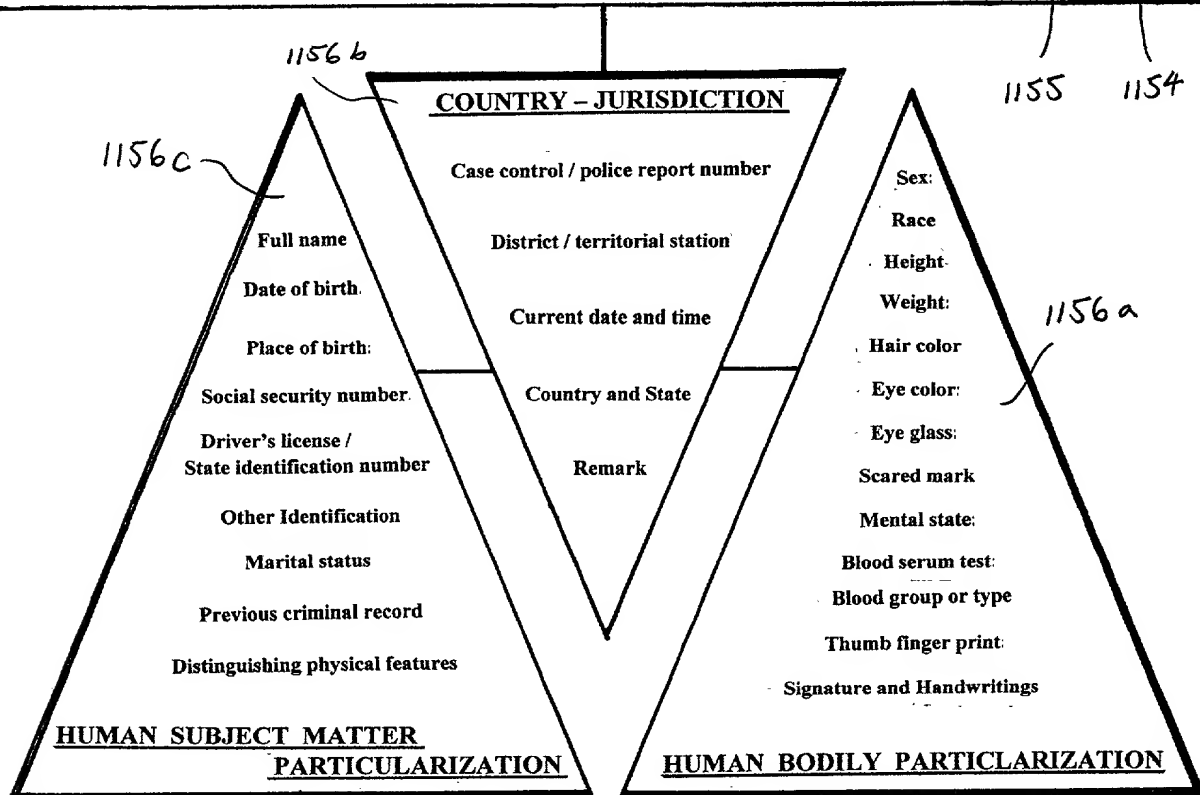 1155
1154
1156b
COUNTRY – JURISDICTION
Case control / police report number
District / territorial station
Current date and time
Country and State
Remark
1156c
Full name
Date of birth.
Place of birth:
Social security number.
Driver's license /
State identification number
Other Identification
Marital status
Previous criminal record
Distinguishing physical features
HUMAN SUBJECT MATTER
PARTICULARIZATION
1156a
Sex:
Race
Height
Weight:
Hair color
Eye color:
Eye glass:
Scared mark
Mental state:
Blood serum test:
Blood group or type
Thumb finger print:
Signature and Handwritings
HUMAN BODILY PARTICLARIZATION